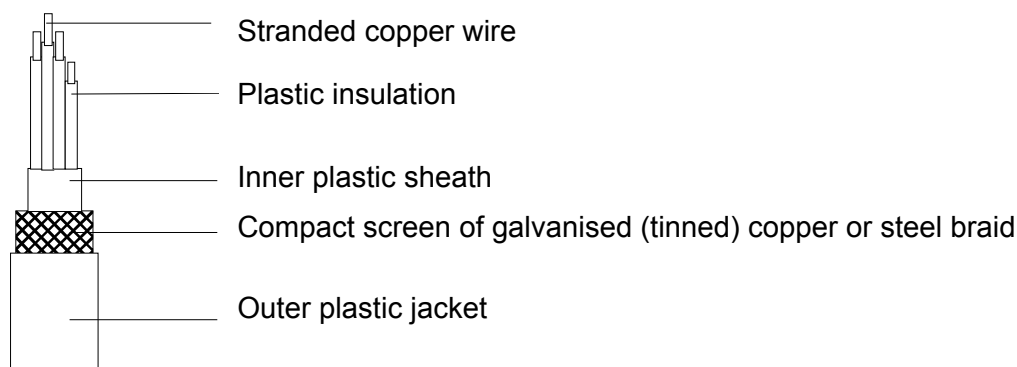 Stranded copper wire
Plastic insulation
Inner plastic sheath
Compact screen of galvanised (tinned) copper or steel braid
Outer plastic jacket